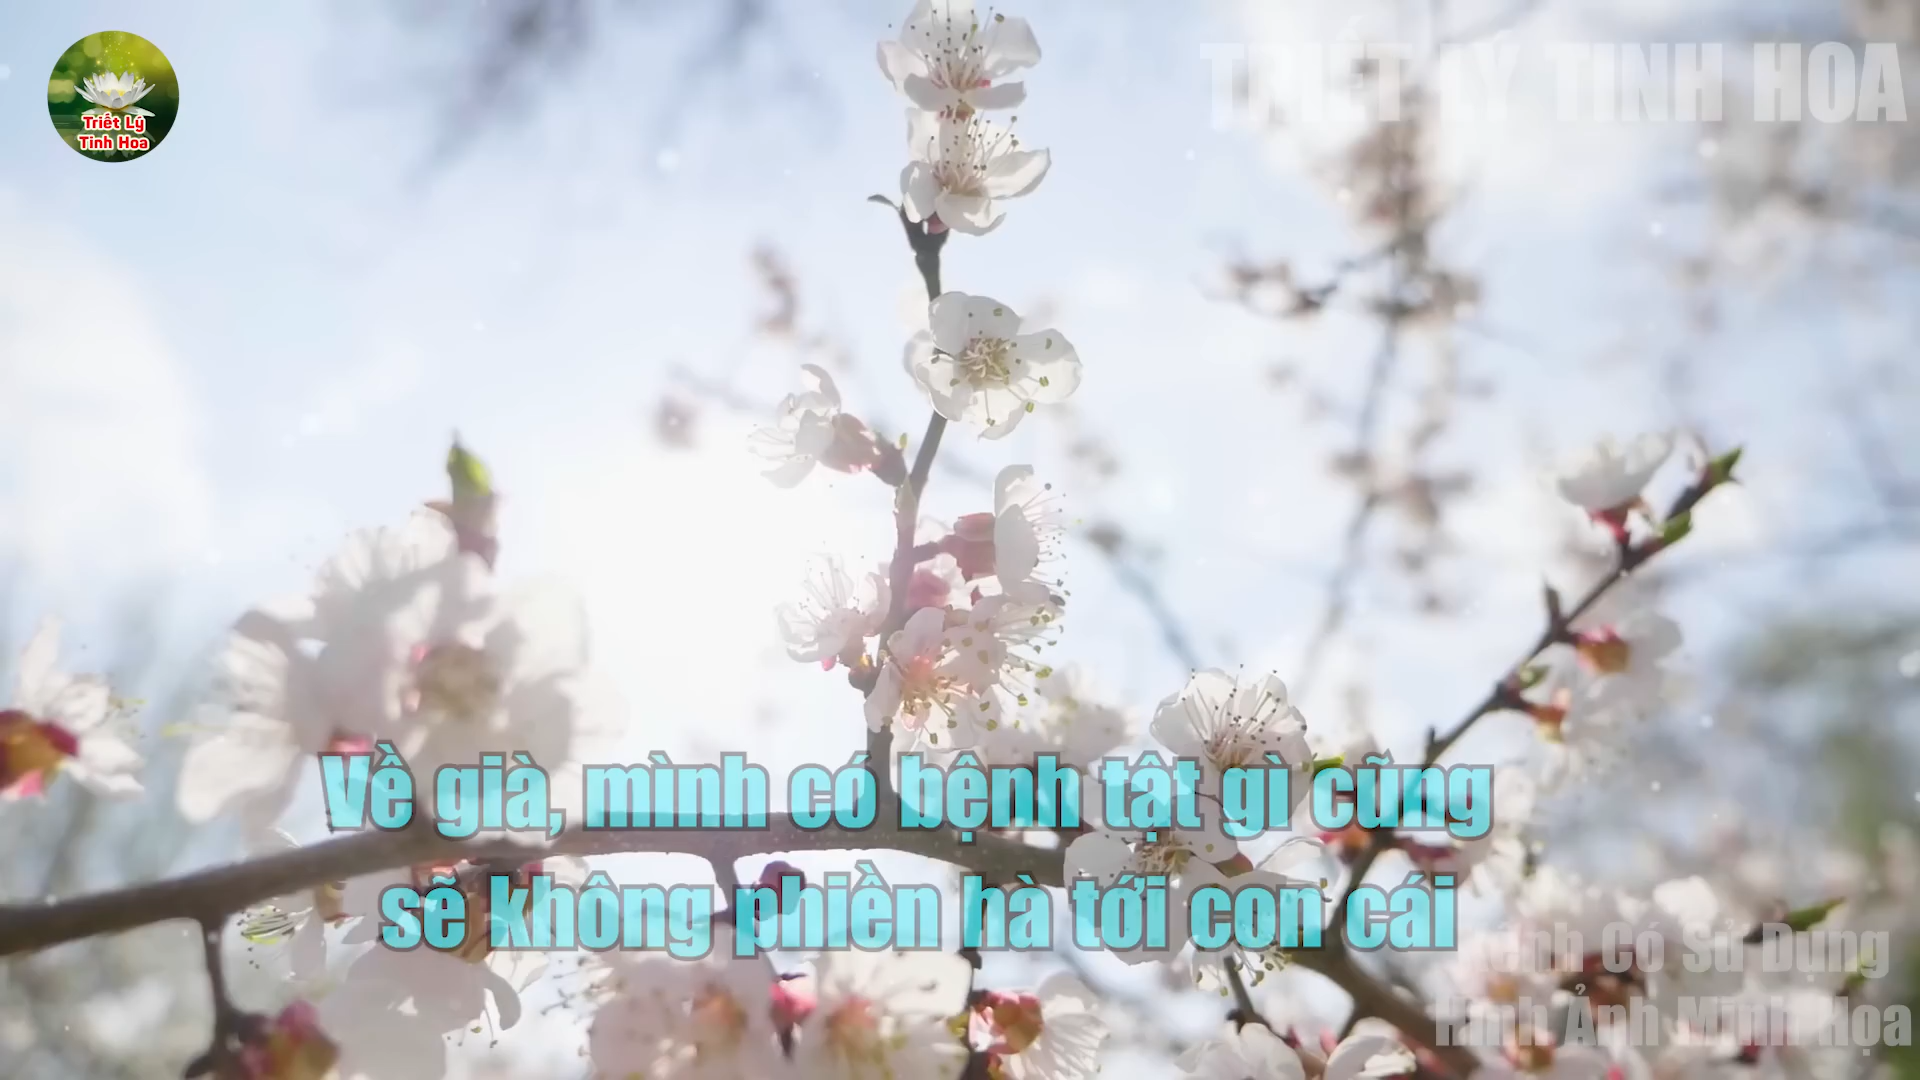 Triết Lý
Tinh Hoa
TRIẾT LÝ TINH HOA
Về già, mình có bệnh tật gì cũng
sẽ không phiền hà tới con cái
Kênh Có Sử Dụng
Hình Ảnh Minh Họa